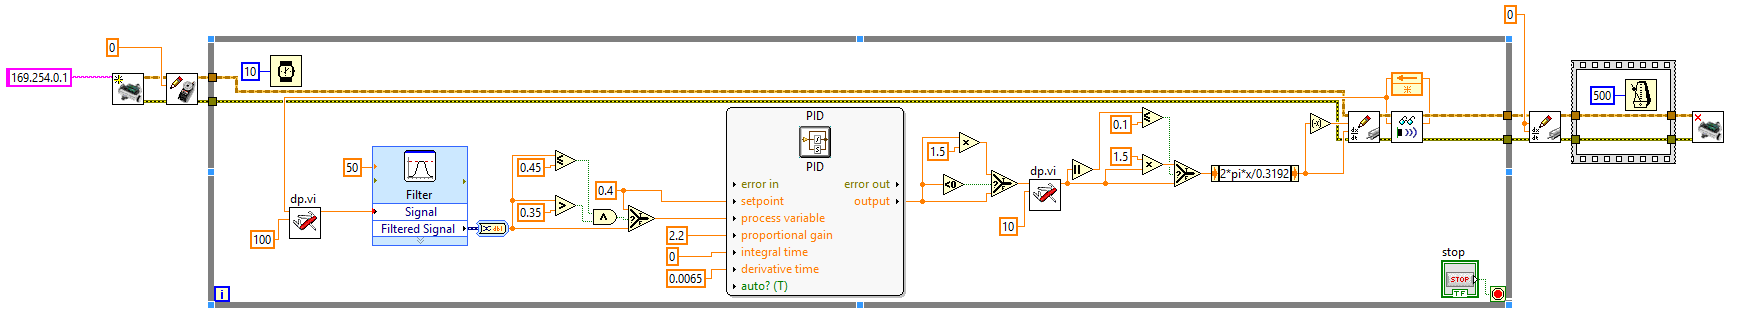 169.254.0.1
0
10
50
Filter
Signal
Filtered Signal
dp.vi
100
dbl
0.45
0.35
0.4
2.2
0
0.0065
PID
PID
error in
error out
setpoint
output
process variable
proportional gain
integral time
derivative time
auto? (T)
1.5
<0
dp.vi
10
0.1
1.5
2*pi*x/0.3192
stop
STOP
TF
i
0
500